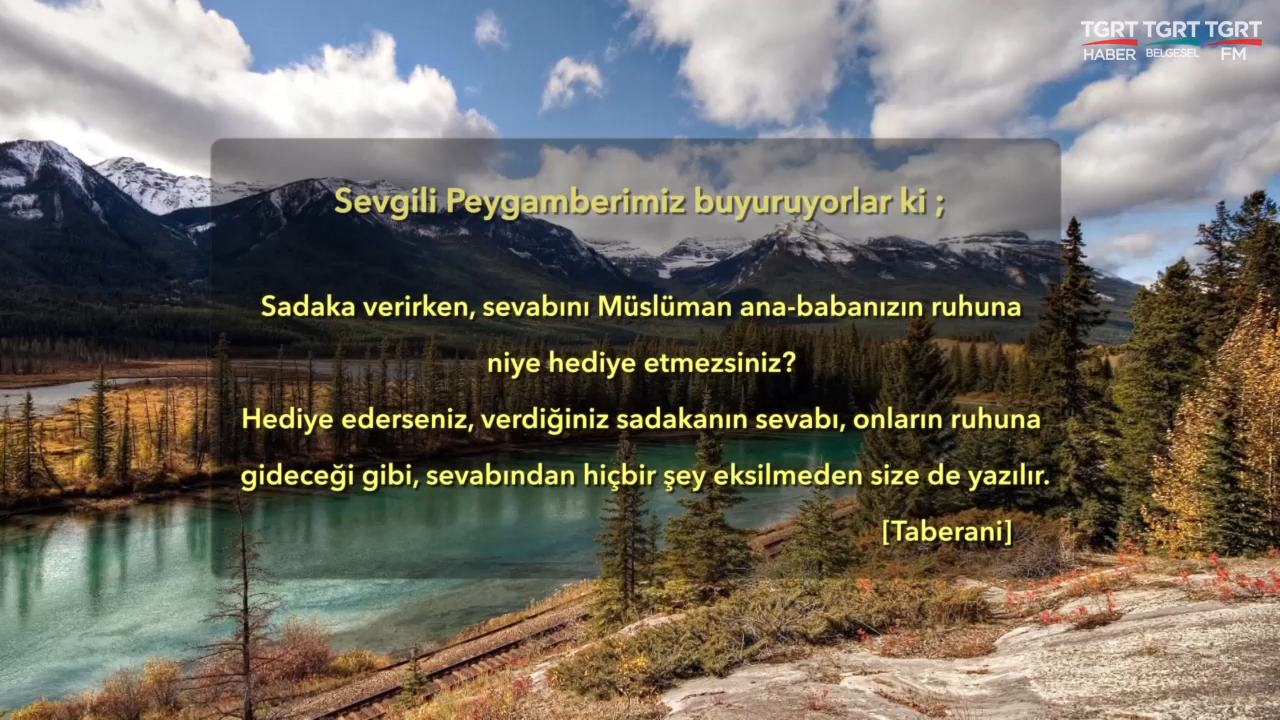 TGRT HABER TGRT BELGESEL TGRT FM
Sevgili Peygamberimiz buyuruyorlar ki ;
Sadaka verirken, sevabını Müslüman ana-babanızın ruhuna
niye hediye etmezsiniz?
Hediye ederseniz, verdiğiniz sadakanın sevabı, onların ruhuna
gideceği gibi, sevabından hiçbir şey eksilmeden size de yazılır.
[Taberani]